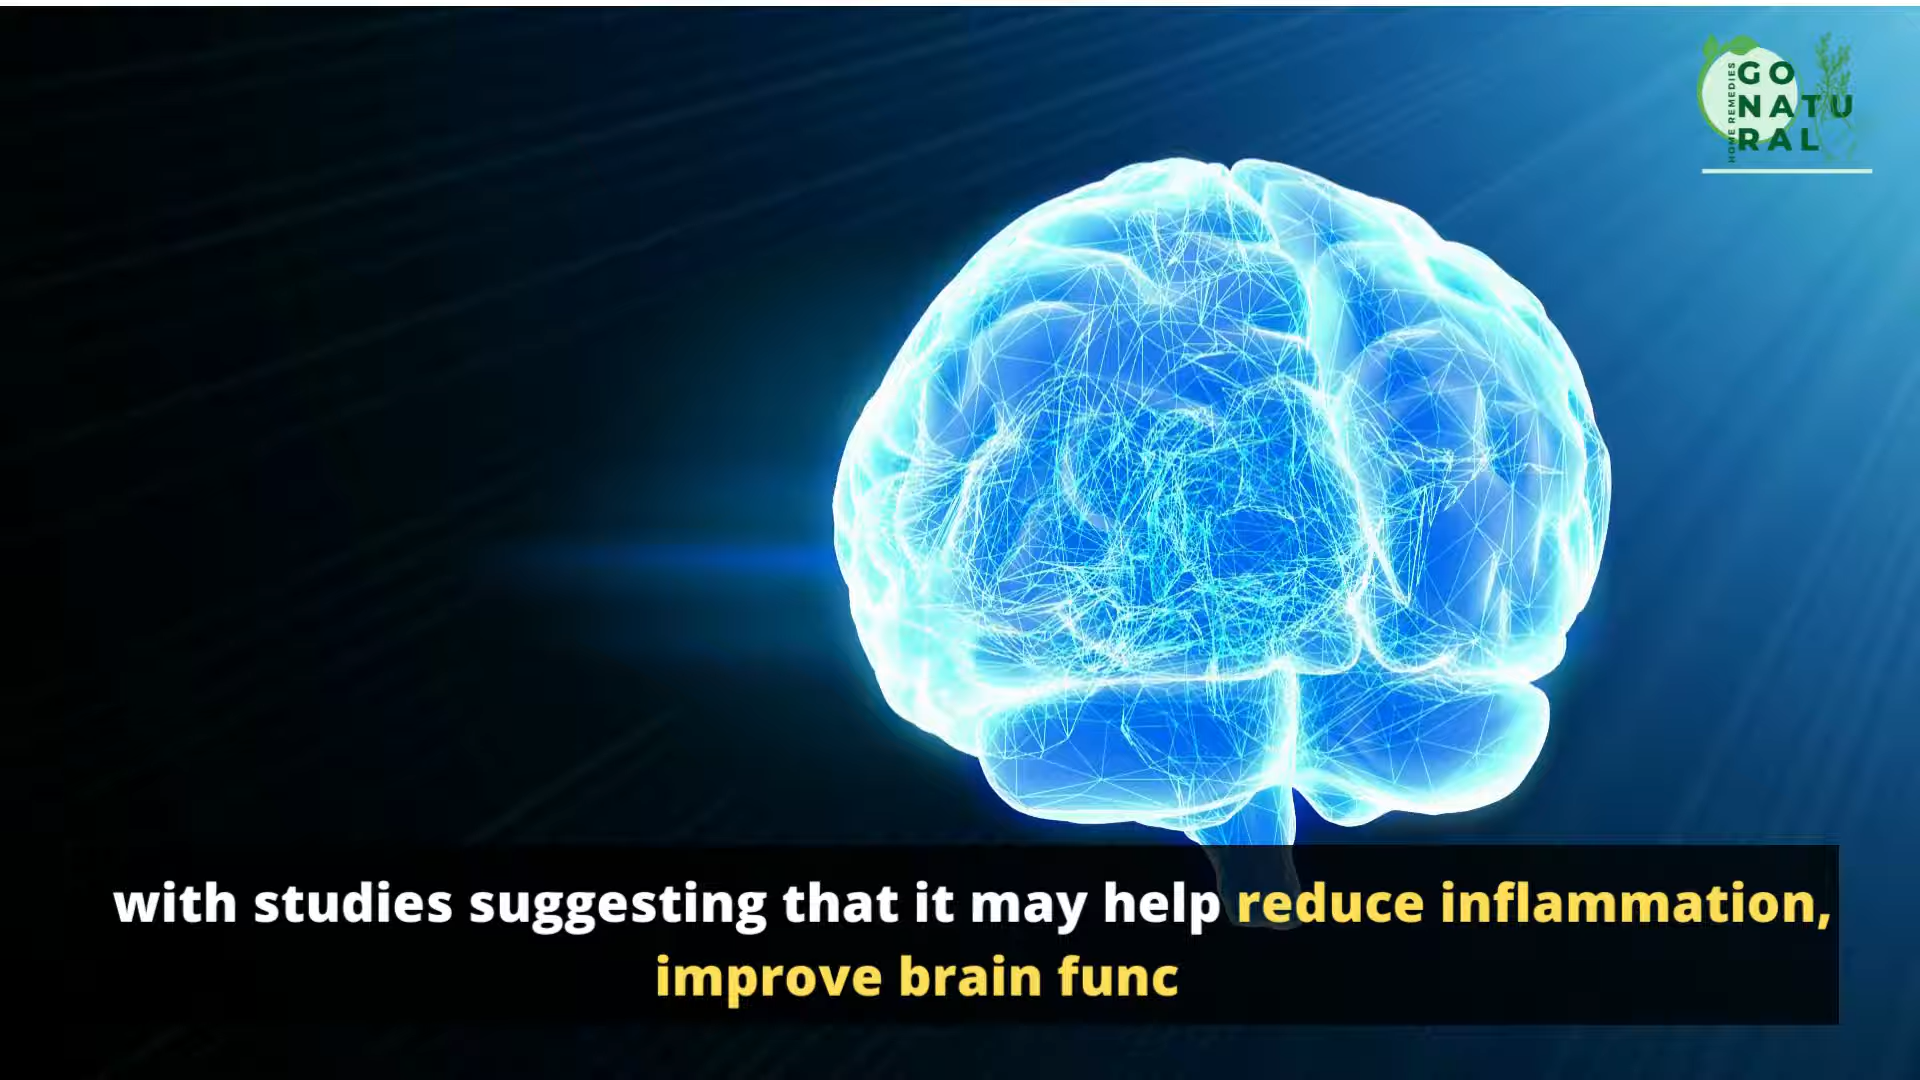 HOME REMEDIES
GO
NATU
RAL
with studies suggesting that it may help reduce inflammation,
improve brain func